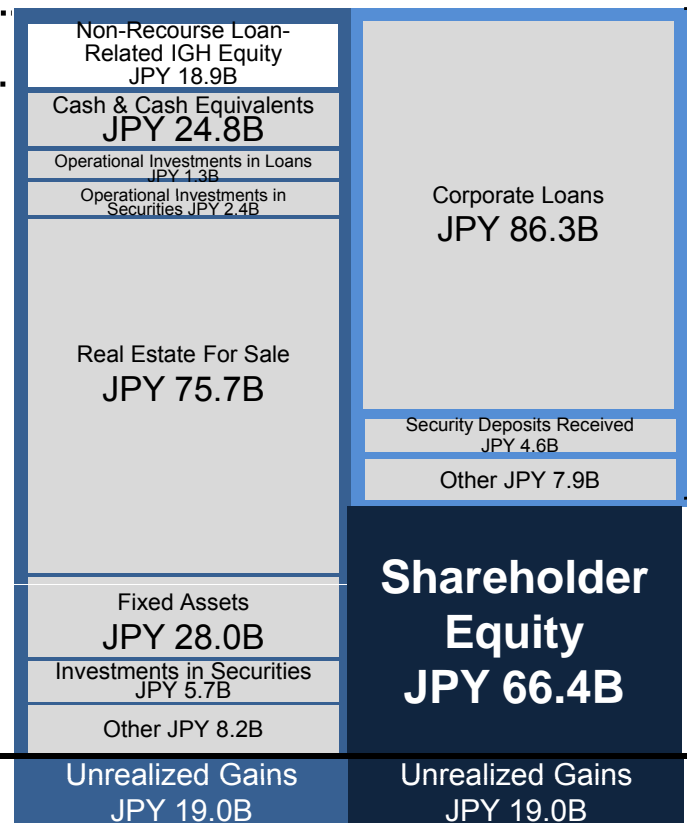 Non-Recourse Loan-
Related IGH Equity
JPY 18.9B
Cash & Cash Equivalents
JPY 24.8B
Operational Investments in Loans
JPY 1.3B
Operational Investments in
Securities JPY 2.4B
Real Estate For Sale
JPY 75.7B
Fixed Assets
JPY 28.0B
Investments in Securities
JPY 5.7B
Other JPY 8.2B
Unrealized Gains
JPY 19.0B
Corporate Loans
JPY 86.3B
Security Deposits Received
JPY 4.6B
Other JPY 7.9B
Shareholder
Equity
JPY 66.4B
Unrealized Gains
JPY 19.0B